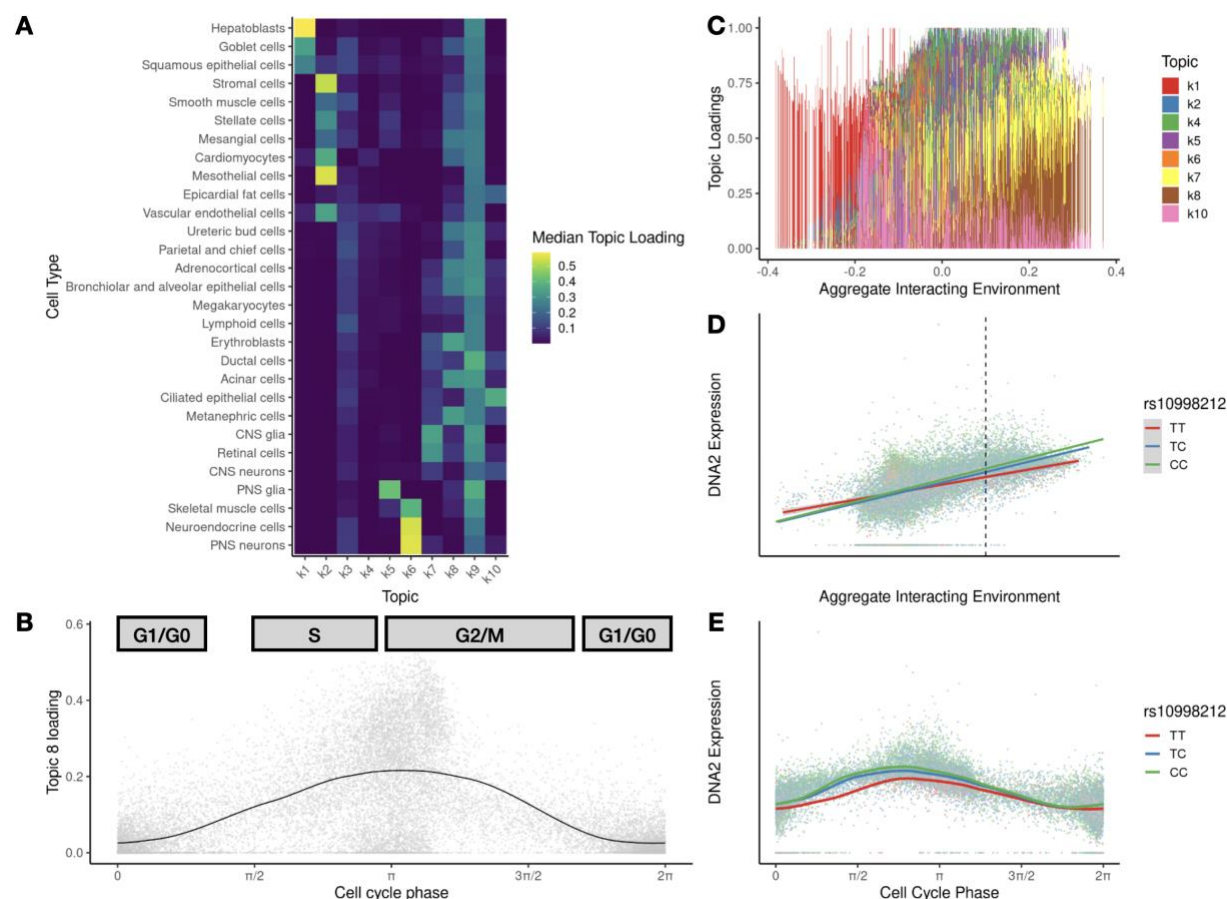 A
Cell Type
Hepatoblasts
Goblet cells
Squamous epithelial cells
Stromal cells
Smooth muscle cells
Stellate cells
Mesangial cells
Cardiomyocytes
Mesothelial cells
Epicardial fat cells
Vascular endothelial cells
Ureteric bud cells
Parietal and chief cells
Adrenocortical cells
Bronchiolar and alveolar epithelial cells
Megakaryocytes
Lymphoid cells
Erythroblasts
Ductal cells
Acinar cells
Ciliated epithelial cells
Metanephric cells
CNS glia
Retinal cells
CNS neurons
PNS glia
Skeletal muscle cells
Neuroendocrine cells
PNS neurons
k1 k2 k3 k4 k5 k6 k7 k8 k9 k10
Topic
Median Topic Loading
0.5
0.4
0.3
0.2
0.1
B
G1/G0 S G2/M G1/G0
Topic 8 loading
0.6
0.4
0.2
0.0
0 π/2 π 3π/2 2π
Cell cycle phase
C
Topic Loadings
1.00
0.75
0.50
0.25
0.00
-0.4 -0.2 0.0 0.2 0.4
Aggregate Interacting Environment
Topic
k1
k2
k4
k5
k6
k7
k8
k10
D
DNA2 Expression
rs10998212
TT
TC
CC
Aggregate Interacting Environment
E
DNA2 Expression
rs10998212
TT
TC
CC
0 π/2 π 3π/2 2π
Cell Cycle Phase